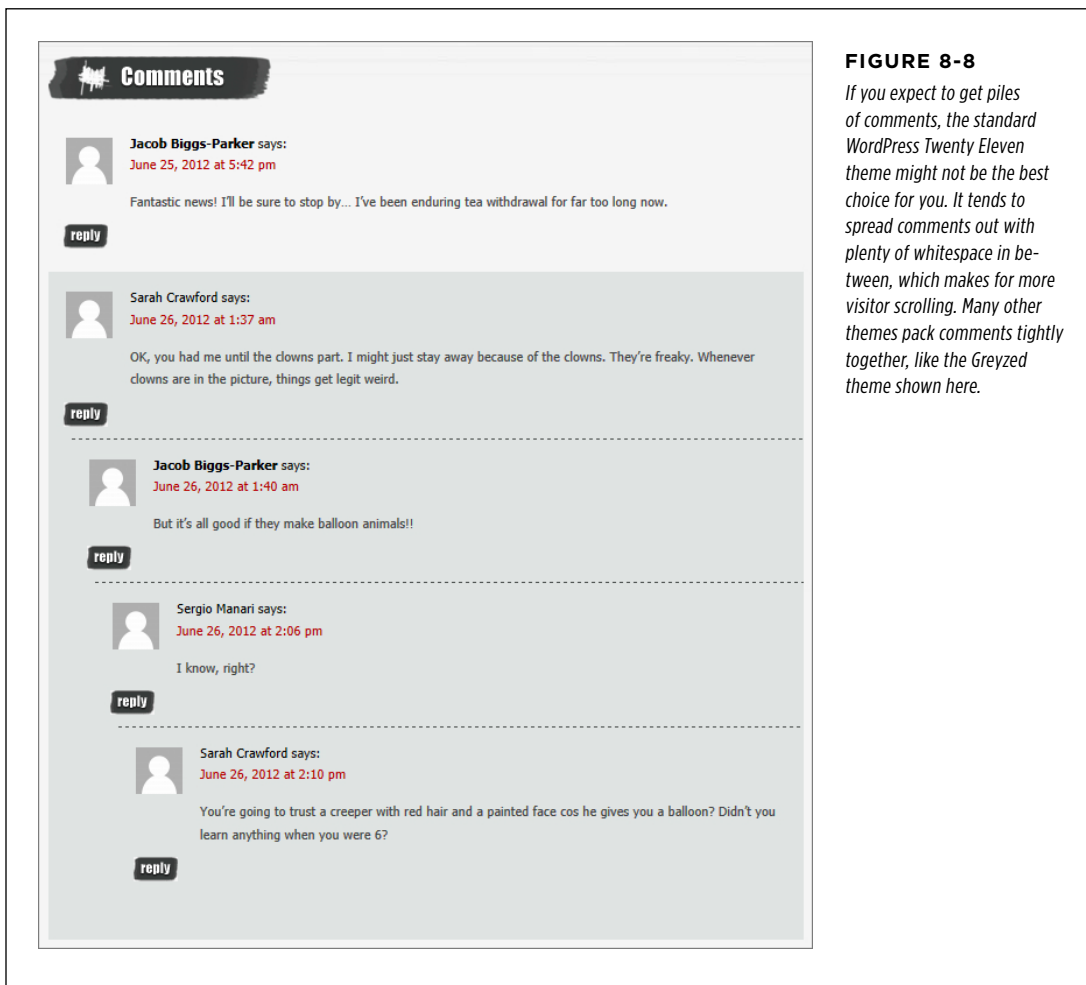 Comments
Jacob Biggs-Parker says:
June 25, 2012 at 5:42 pm
Fantastic news! I'll be sure to stop by... I've been enduring tea withdrawal for far too long now.
reply
Sarah Crawford says:
June 26, 2012 at 1:37 am
OK, you had me until the clowns part. I might just stay away because of the clowns. They're freaky. Whenever
clowns are in the picture, things get legit weird.
reply
Jacob Biggs-Parker says:
June 26, 2012 at 1:40 am
But it's all good if they make balloon animals!!
reply
Sergio Manari says:
June 26, 2012 at 2:06 pm
I know, right?
reply
Sarah Crawford says:
June 26, 2012 at 2:10 pm
You're going to trust a creeper with red hair and a painted face cos he gives you a balloon? Didn't you
learn anything when you were 6?
reply
FIGURE 8-8
If you expect to get piles
of comments, the standard
WordPress Twenty Eleven
theme might not be the best
choice for you. It tends to
spread comments out with
plenty of whitespace in be-
tween, which makes for more
visitor scrolling. Many other
themes pack comments tightly
together, like the Greyzed
theme shown here.